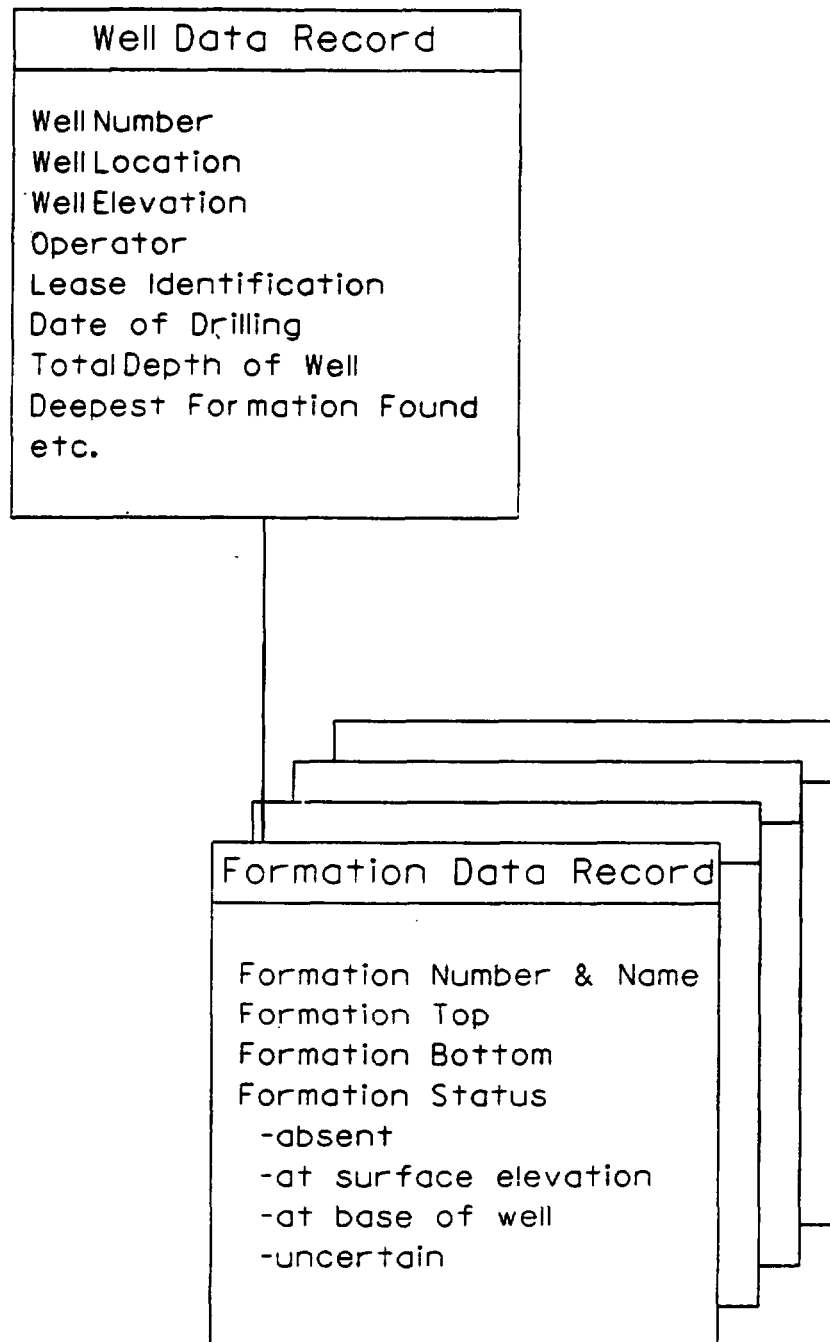 Well Data Record
Well Number
Well Location
Well Elevation
Operator
Lease Identification
Date of Drilling
Total Depth of Well
Deepest Formation Found
etc.
Formation Data Record
Formation Number & Name
Formation Top
Formation Bottom
Formation Status
-absent
-at surface elevation
-at base of well
-uncertain